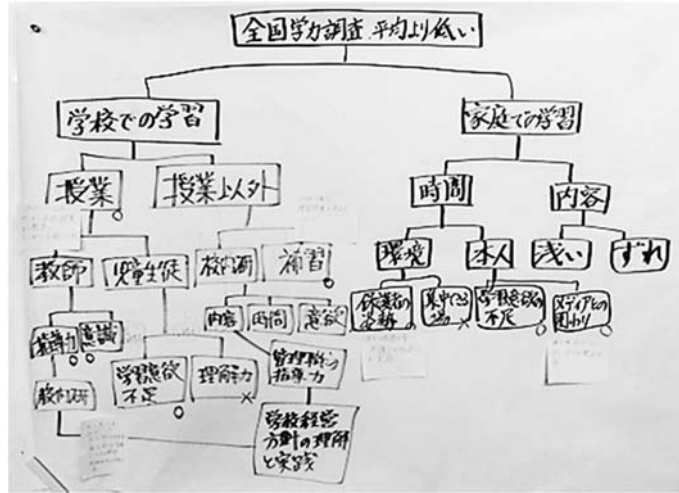 全国学力調査.平均より低い
学校での学習
家庭での学習
授業
授業以外
時間
内容
教師
児童生徒
校内研
補習
環境
本人
浅い
ずれ
意識
学習意欲
不足
理解力
内容
時間
意欲
保護者の
姿勢
集中できる
学習意欲の
不足
メディアとの
関わり
校内研
管理職の
指導力
学校経営
方針の理解
と実践